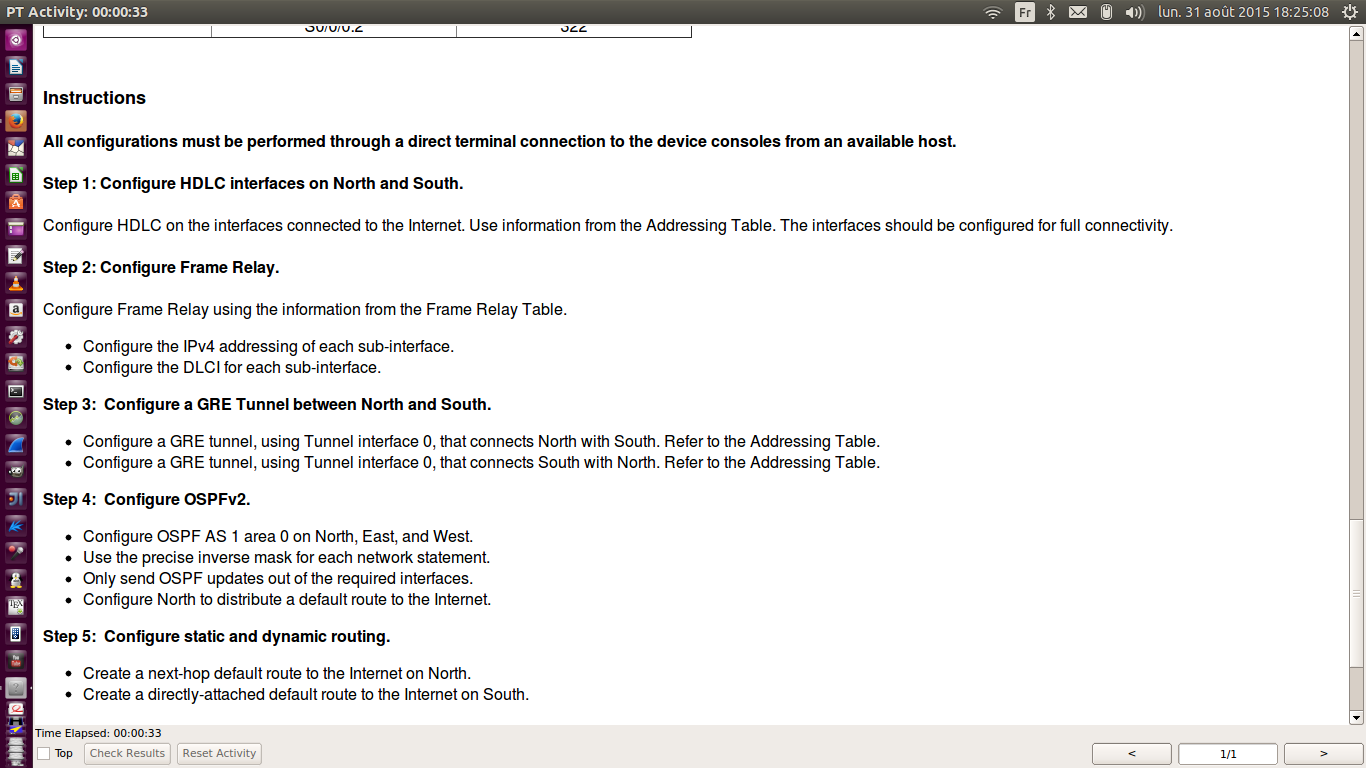 PT Activity: 00:00:33
Fr
lun. 31 août 2015 18:25:08
S0/0/0.2 322
Instructions
All configurations must be performed through a direct terminal connection to the device consoles from an available host.
Step 1: Configure HDLC interfaces on North and South.
Configure HDLC on the interfaces connected to the Internet. Use information from the Addressing Table. The interfaces should be configured for full connectivity.
Step 2: Configure Frame Relay.
Configure Frame Relay using the information from the Frame Relay Table.
• Configure the IPv4 addressing of each sub-interface.
• Configure the DLCI for each sub-interface.
Step 3: Configure a GRE Tunnel between North and South.
• Configure a GRE tunnel, using Tunnel interface 0, that connects North with South. Refer to the Addressing Table.
• Configure a GRE tunnel, using Tunnel interface 0, that connects South with North. Refer to the Addressing Table.
Step 4: Configure OSPFv2.
• Configure OSPF AS 1 area 0 on North, East, and West.
• Use the precise inverse mask for each network statement.
• Only send OSPF updates out of the required interfaces.
• Configure North to distribute a default route to the Internet.
Step 5: Configure static and dynamic routing.
• Create a next-hop default route to the Internet on North.
• Create a directly-attached default route to the Internet on South.
Time Elapsed: 00:00:33
Top Check Results Reset Activity < 1/1 >